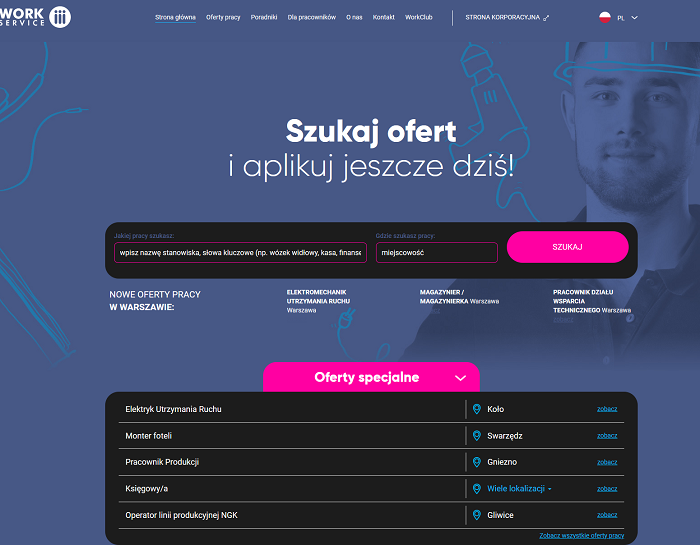 WORK
SERVICE
Strona główna Oferty pracy Poradniki Dla pracowników O nas Kontakt WorkClub STRONA KORPORACYJNA PL
Szukaj ofert
i aplikuj jeszcze dziś!
Jakiej pracy szukasz: Gdzie szukasz pracy:
wpisz nazwę stanowiska, słowa kluczowe (np. wózek widłowy, kasa, finanse miejscowość SZUKAJ
NOWE OFERTY PRACY
W WARSZAWIE:
ELEKTROMECHANIK
UTRZYMANIA RUCHU
Warszawa
MAGAZYNIER /
MAGAZYNIERKA Warszawa
PRACOWNIK DZIAŁU
WSPARCIA
TECHNICZNEGO Warszawa
Oferty specjalne
Elektryk Utrzymania Ruchu Koło zobacz
Monter foteli Swarzędz zobacz
Pracownik Produkcji Gniezno zobacz
Księgowy/a Wiele lokalizacji zobacz
Operator linii produkcyjnej NGK Gliwice zobacz
Zobacz wszystkie oferty pracy